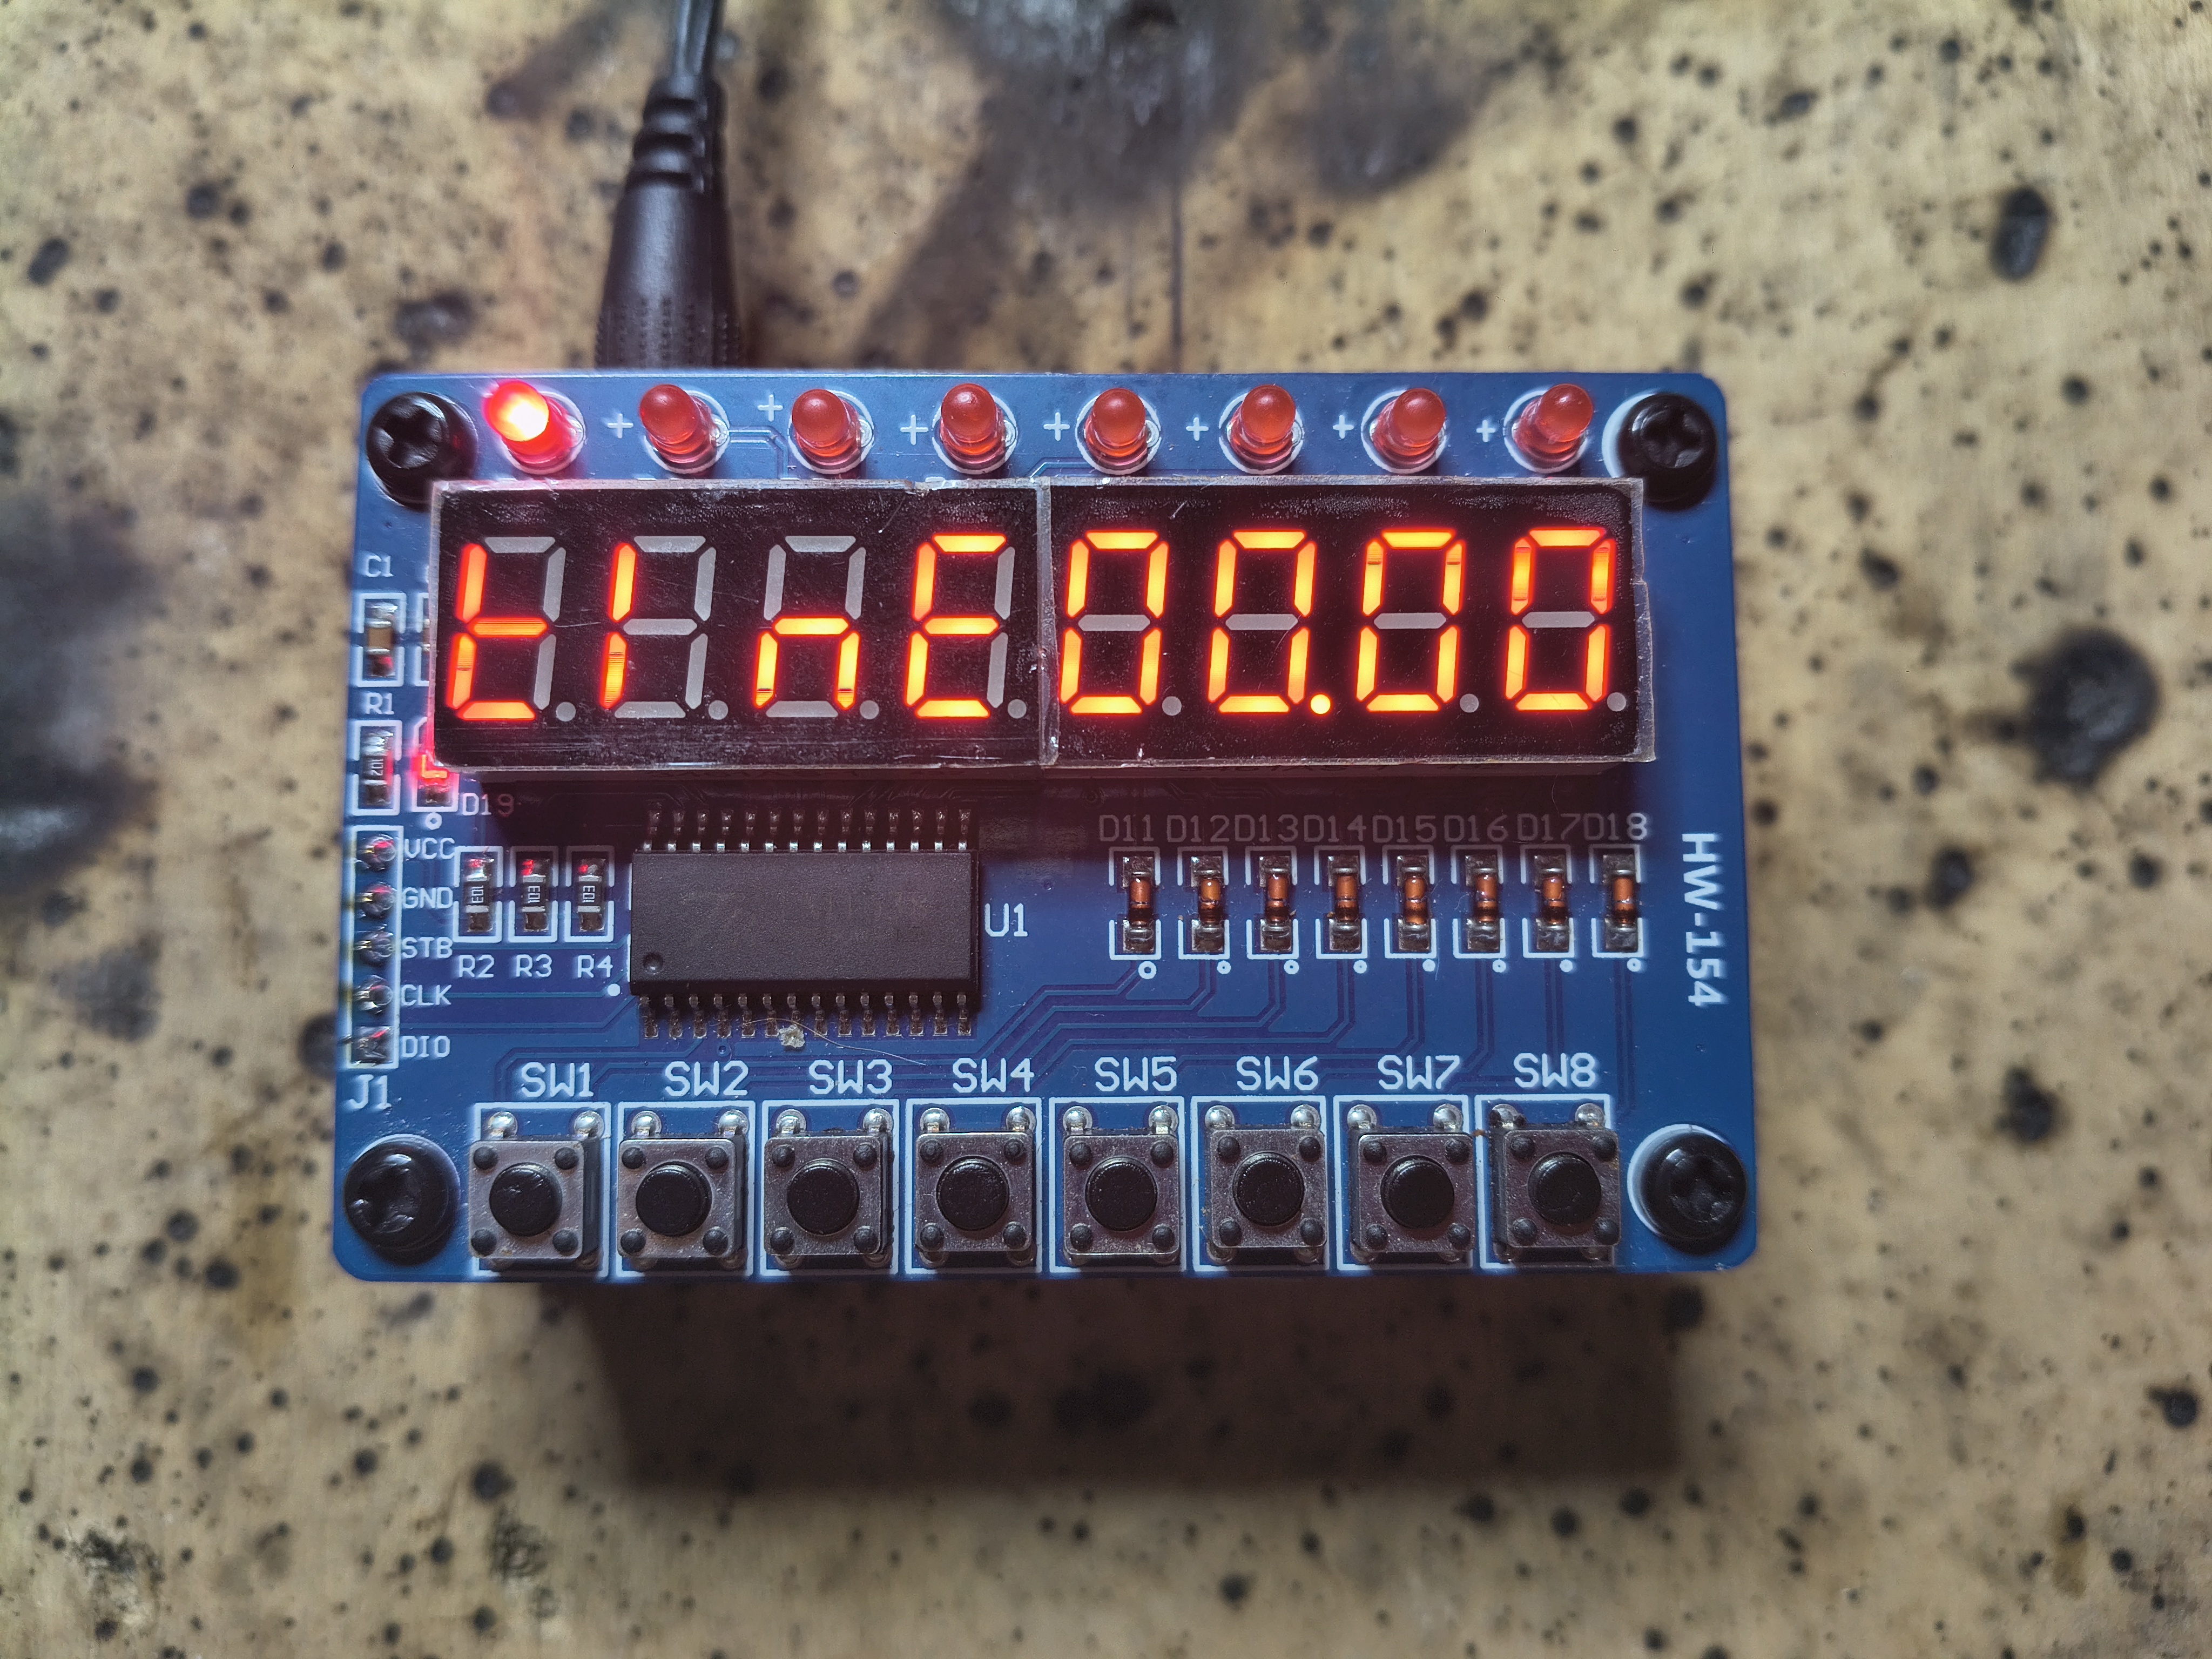 tInE00.00
C1
R1
D19
VCC
GND
STB
CLK
DIO
J1
R2 R3 R4
U1
D11 D12 D13 D14 D15 D16 D17 D18
HW-154
SW1 SW2 SW3 SW4 SW5 SW6 SW7 SW8